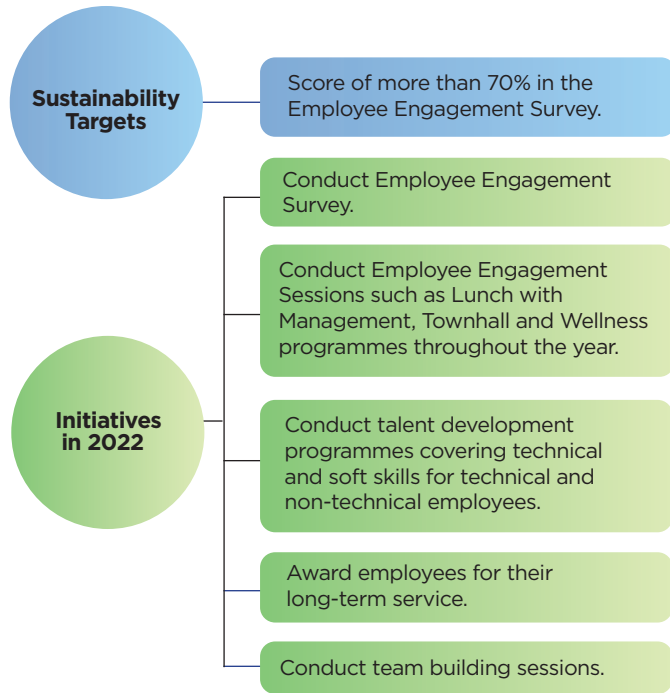 Sustainability
Targets
Score of more than 70% in the
Employee Engagement Survey.
Initiatives
in 2022
Conduct Employee Engagement
Survey.
Conduct Employee Engagement
Sessions such as Lunch with
Management, Townhall and Wellness
programmes throughout the year.
Conduct talent development
programmes covering technical
and soft skills for technical and
non-technical employees.
Award employees for their
long-term service.
Conduct team building sessions.